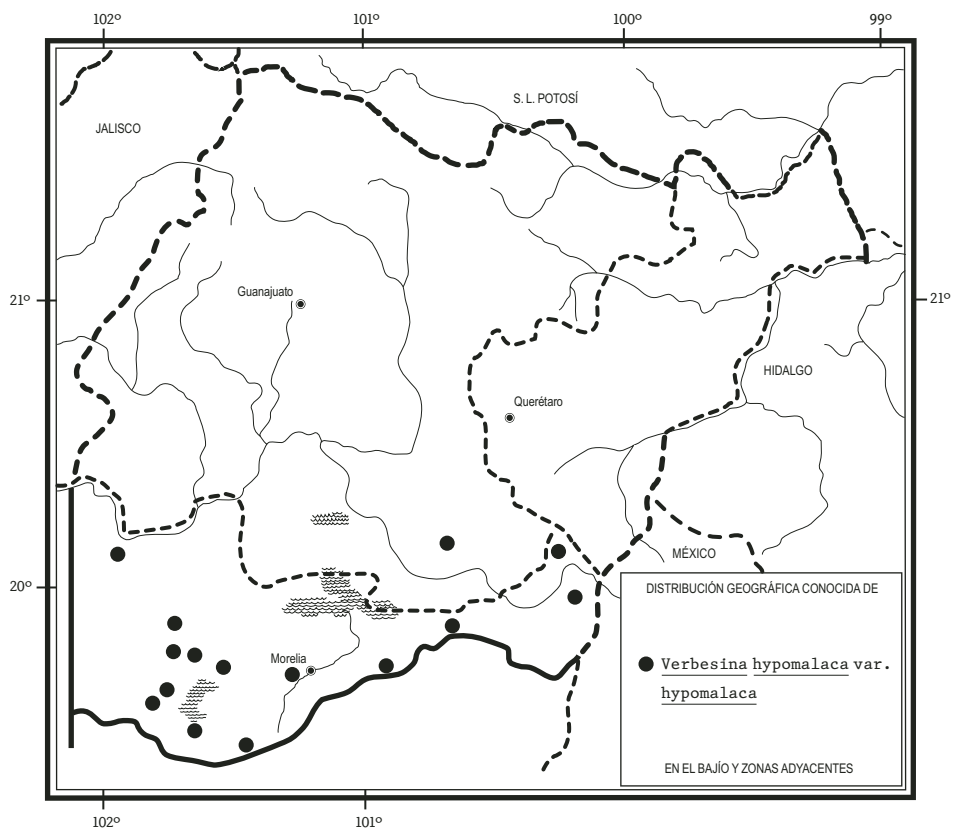 102º 101º 100º 99º
S. L. POTOSÍ
JALISCO
Guanajuato
21º 21º
HIDALGO
Querétaro
MÉXICO
20º
DISTRIBUCIÓN GEOGRÁFICA CONOCIDA DE
Morelia
Verbesina hypomalaca var.
hypomalaca
EN EL BAJÍO Y ZONAS ADYACENTES
102º 101º